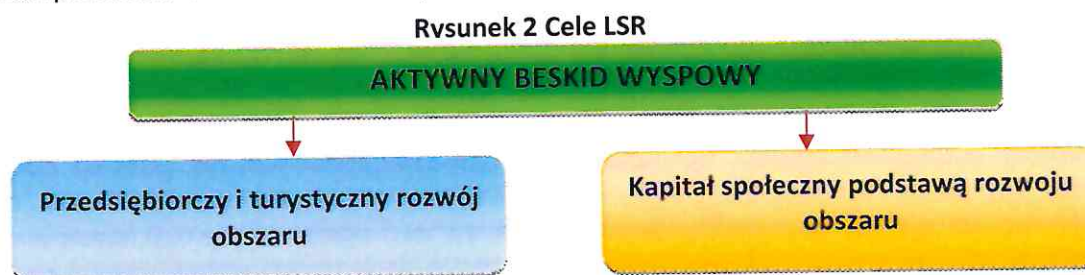 Rysunek 2 Cele LSR
AKTYWNY BESKID WYSPOWY
Przedsiębiorczy i turystyczny rozwój
obszaru
Kapitał społeczny podstawą rozwoju
obszaru